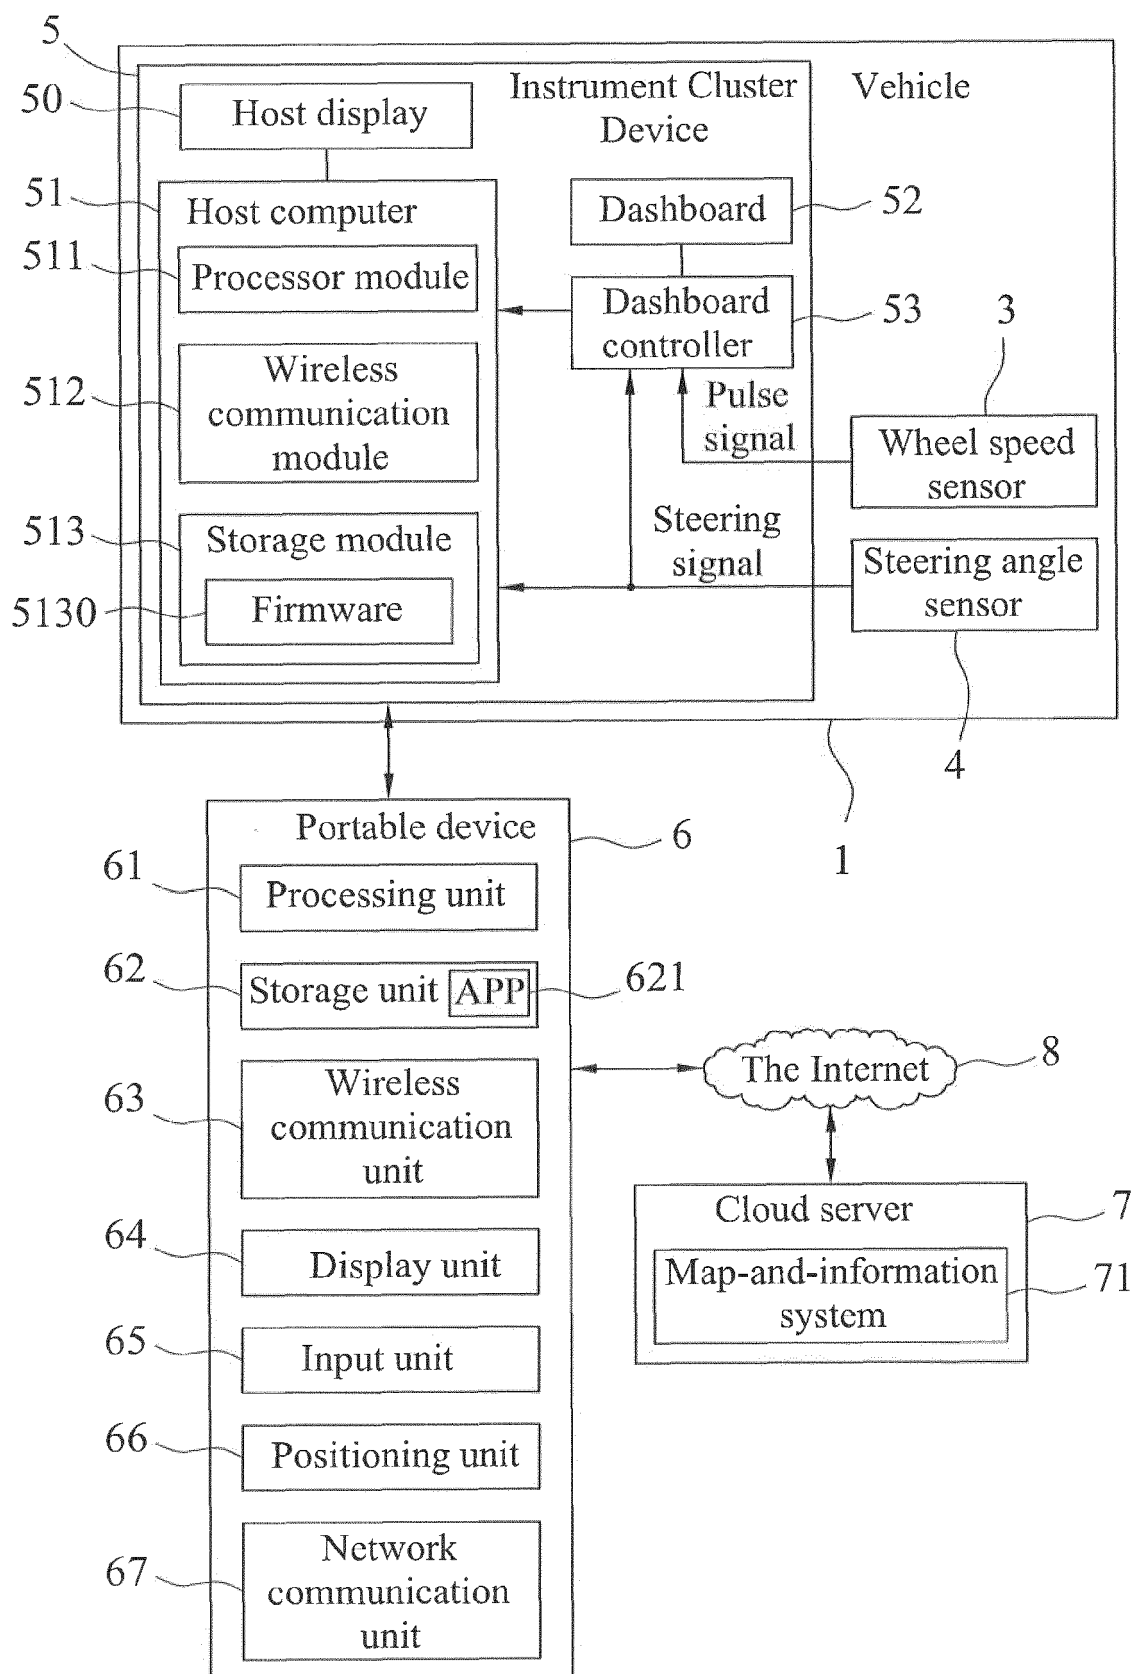 5
Instrument Cluster
Device
Vehicle
50
Host display
51
Host computer
Dashboard
52
511
Processor module
Dashboard
controller
53
3
512
Wireless
communication
module
Pulse
signal
Wheel speed
sensor
513
Storage module
Steering
signal
Steering angle
sensor
5130
Firmware
4
1
Portable device
6
61
Processing unit
62
Storage unit
APP
621
63
Wireless
communication
unit
The Internet
8
64
Display unit
Cloud server
7
Map-and-information
system
71
65
Input unit
66
Positioning unit
67
Network
communication
unit